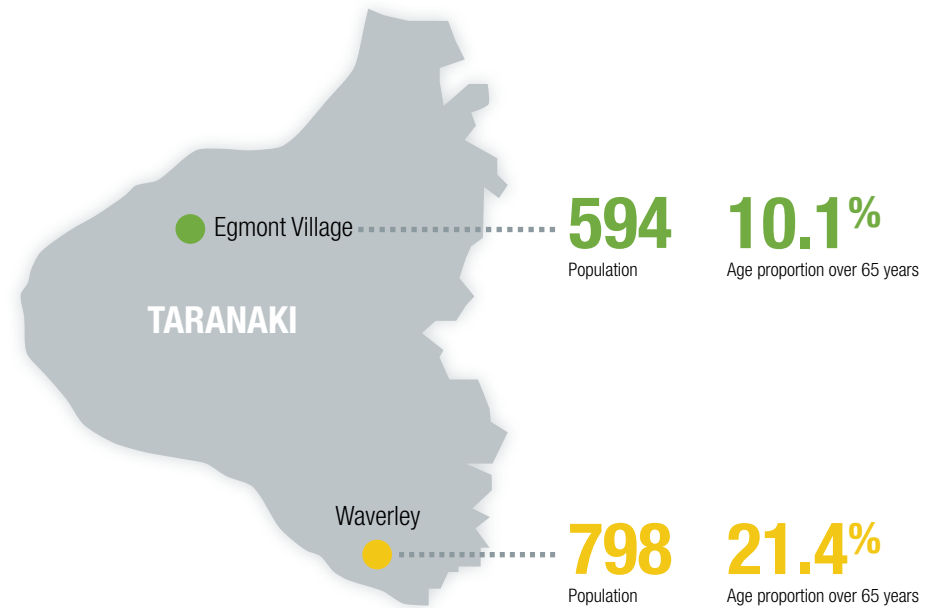 Egmont Village
594
10.1%
Population
Age proportion over 65 years
TARANAKI
Waverley
798
21.4%
Population
Age proportion over 65 years